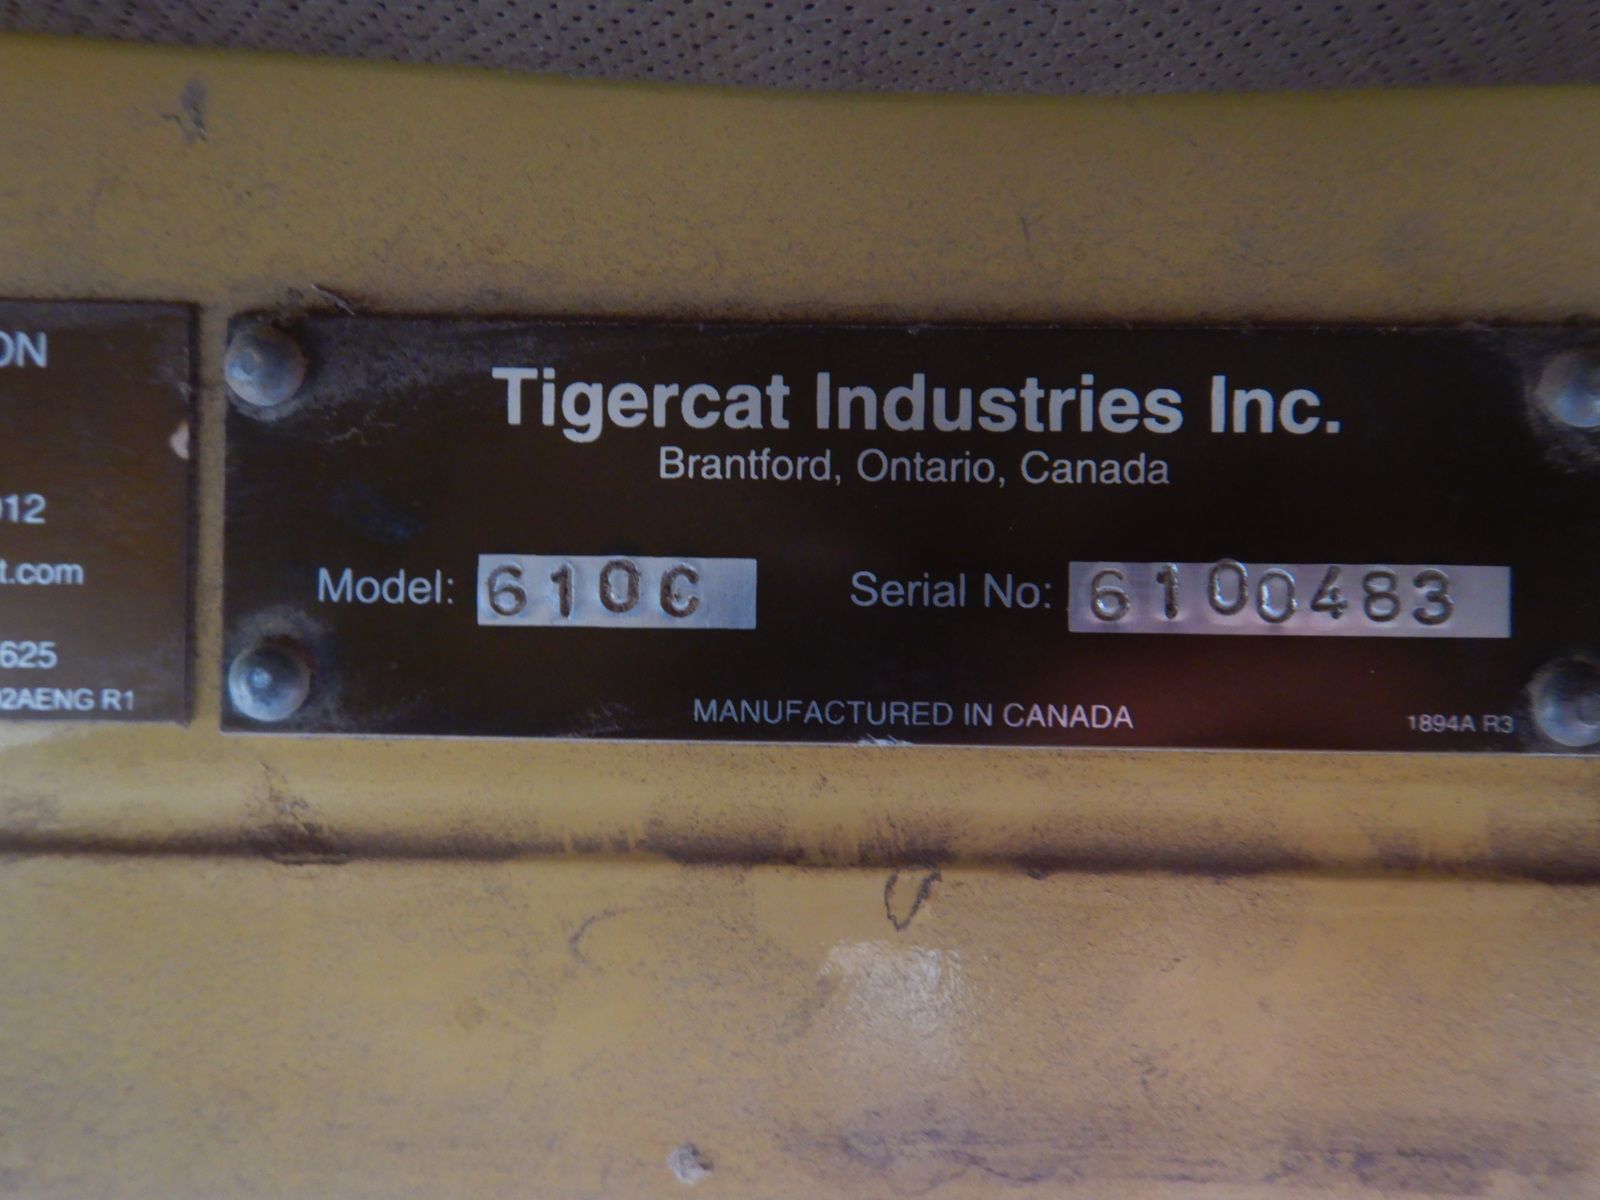 ON
012
t.com
625
02AENG R1
Tigercat Industries Inc.
Brantford, Ontario, Canada
Model: 610C Serial No: 6100483
MANUFACTURED IN CANADA
1894A R3